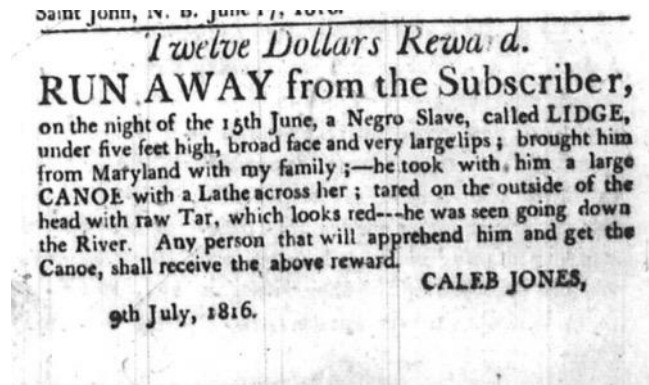 Saint John, N. B. June 17, 1816.
Twelve Dollars Reward.
RUN AWAY from the Subscriber,
on the night of the 15th June, a Negro Slave, called LIDGE,
under five feet high, broad face and very large lips ; brought him
from Maryland with my family ;—he took with him a large
CANOE with a Lathe across her ; tared on the outside of the
head with raw Tar, which looks red---he was seen going down
the River. Any person that will apprehend him and get the
Canoe, shall receive the above reward.
CALEB JONES,
9th July, 1816.